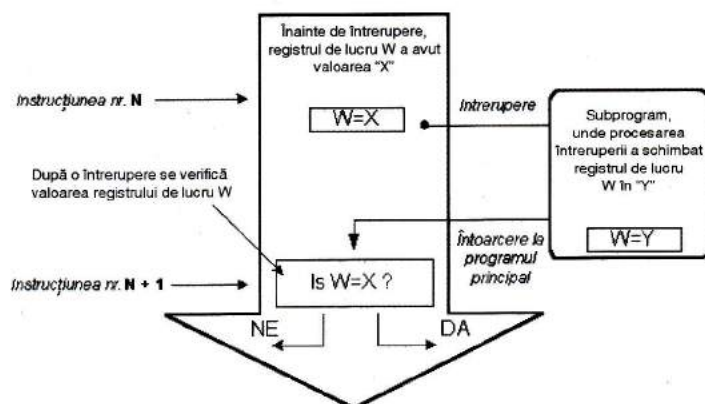 Înainte de întrerupere,
registrul de lucru W a avut
valoarea "X"
Instrucțiunea nr. N
W=X
Intrerupere
Subprogram,
unde procesarea
întreruperii a schimbat
registrul de lucru
W în "Y"
W=Y
După o întrerupere se verifică
valoarea registrului de lucru W
Întoarcere la
programul
principal
Instrucțiunea nr. N + 1
Is W=X ?
NE
DA